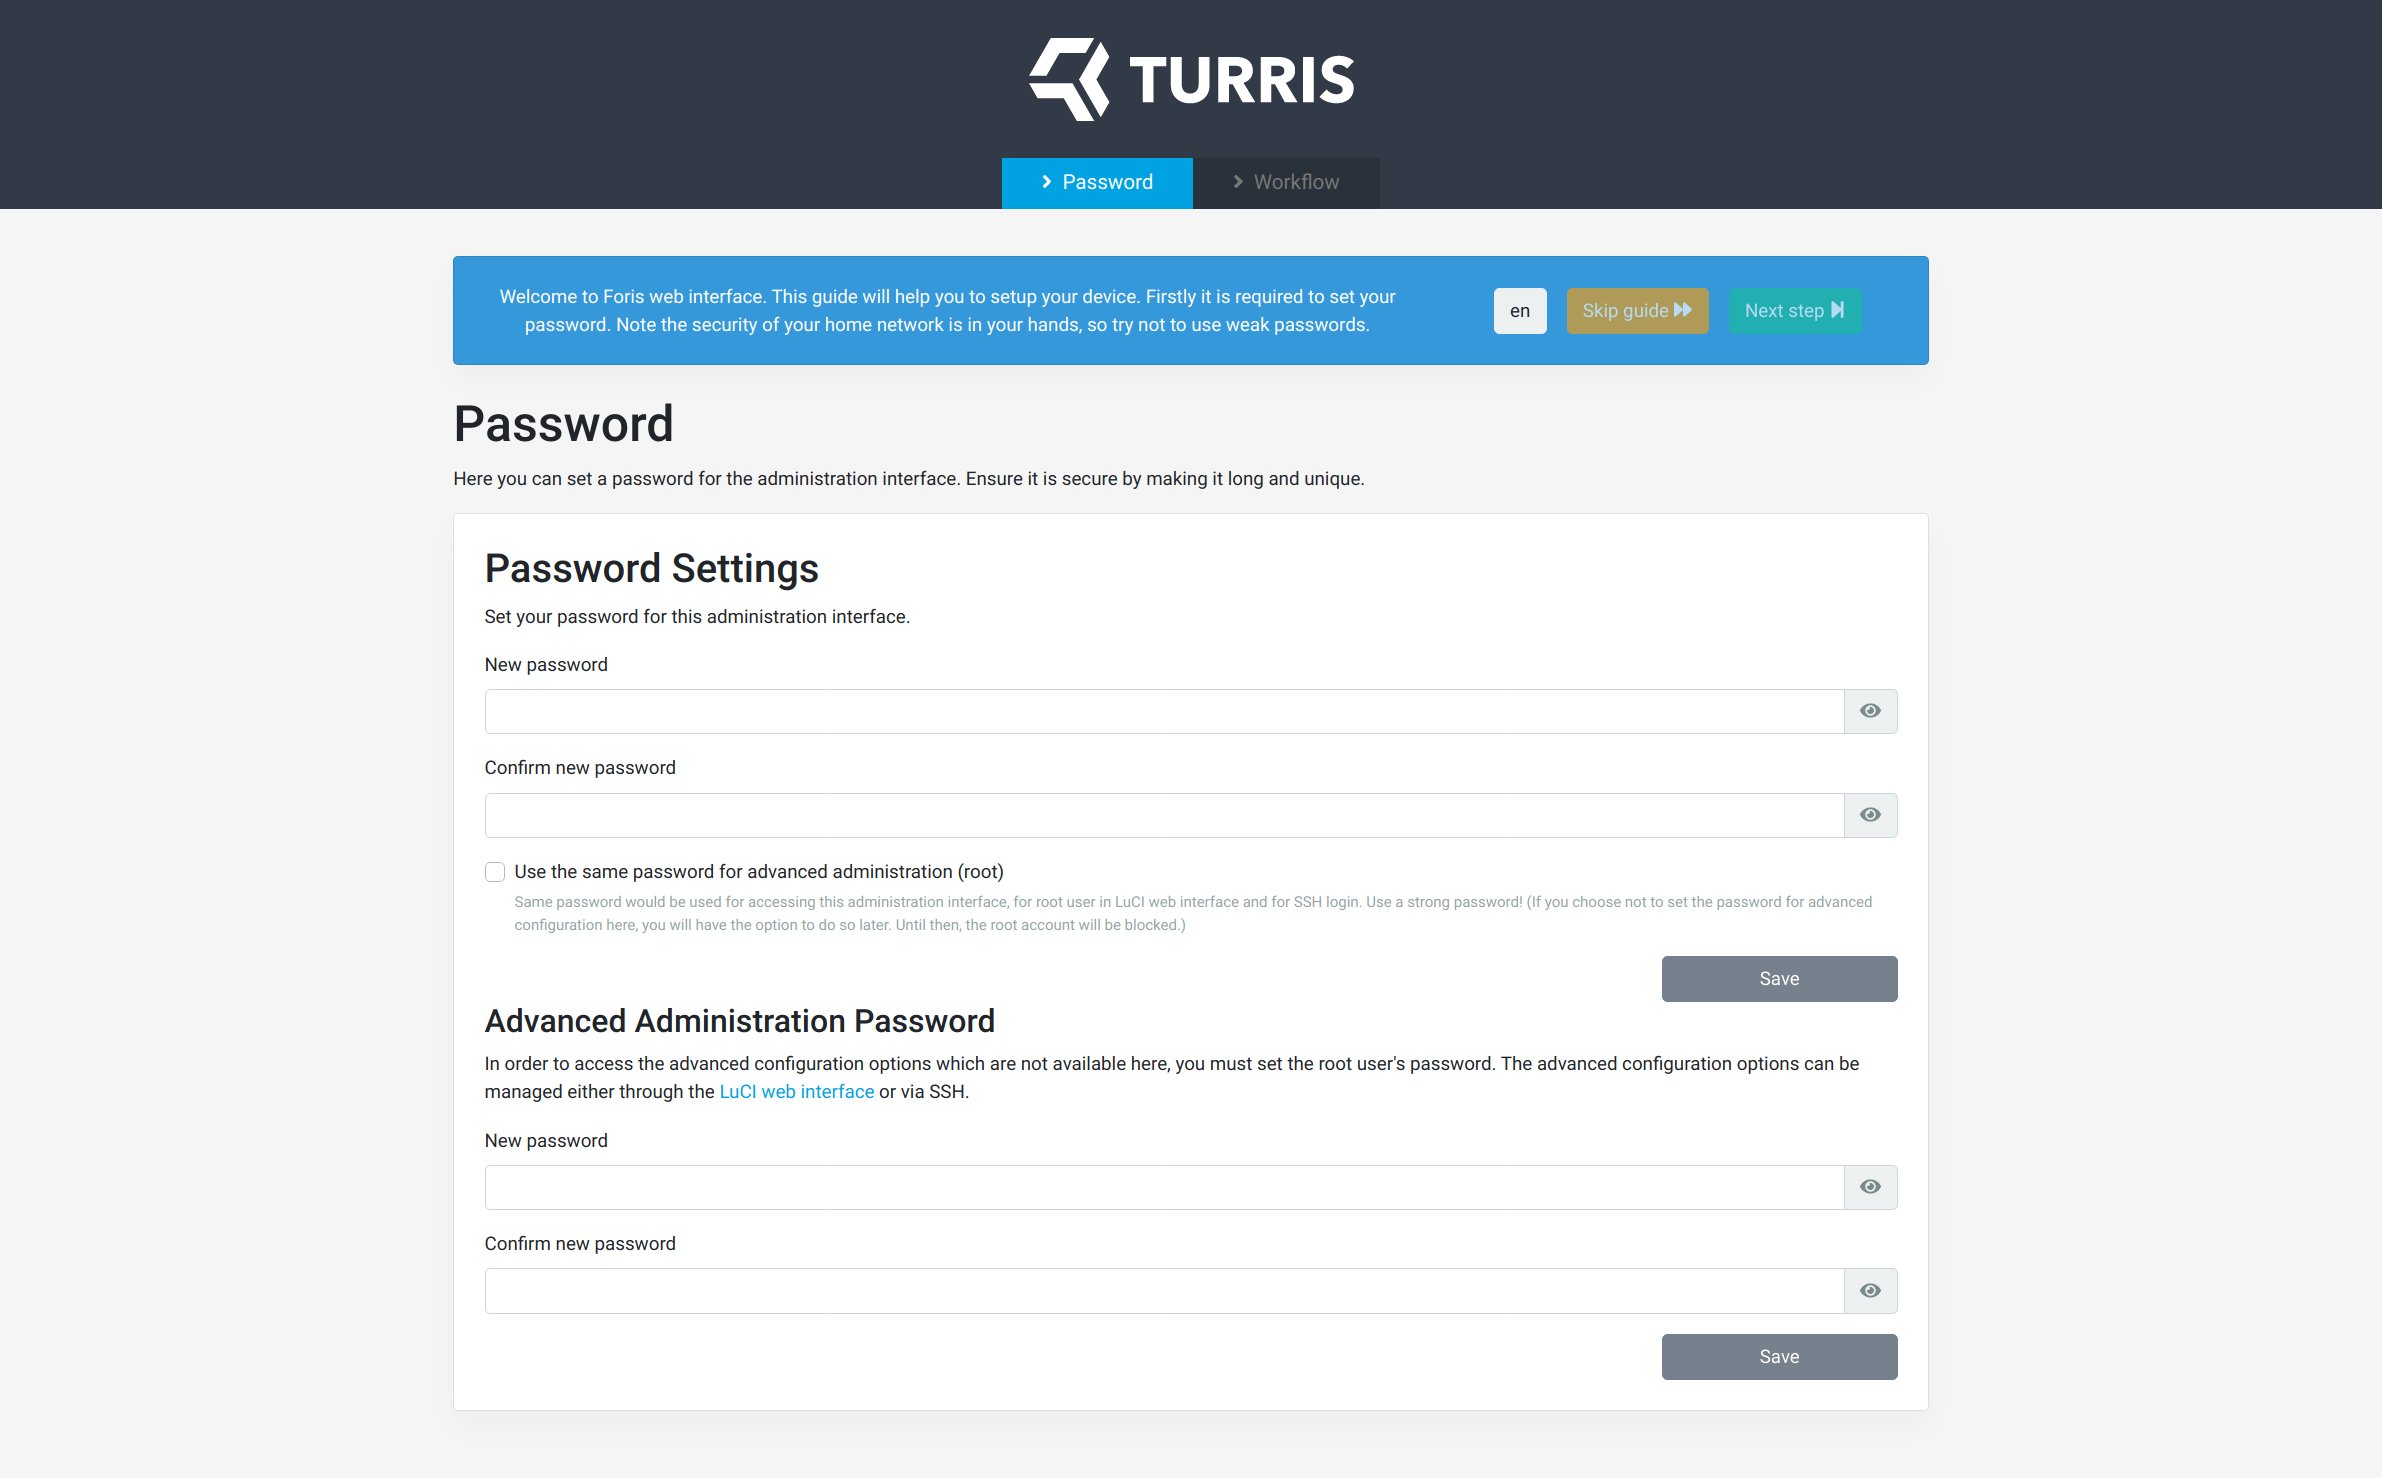 TURRIS
Password
Workflow
Welcome to Foris web interface. This guide will help you to setup your device. Firstly it is required to set your
password. Note the security of your home network is in your hands, so try not to use weak passwords.
en
Skip guide
Next step
Password
Here you can set a password for the administration interface. Ensure it is secure by making it long and unique.
Password Settings
Set your password for this administration interface.
New password
Confirm new password
Use the same password for advanced administration (root)
Same password would be used for accessing this administration interface, for root user in LuCI web interface and for SSH login. Use a strong password! (If you choose not to set the password for advanced
configuration here, you will have the option to do so later. Until then, the root account will be blocked.)
Save
Advanced Administration Password
In order to access the advanced configuration options which are not available here, you must set the root user's password. The advanced configuration options can be
managed either through the LuCI web interface or via SSH.
New password
Confirm new password
Save